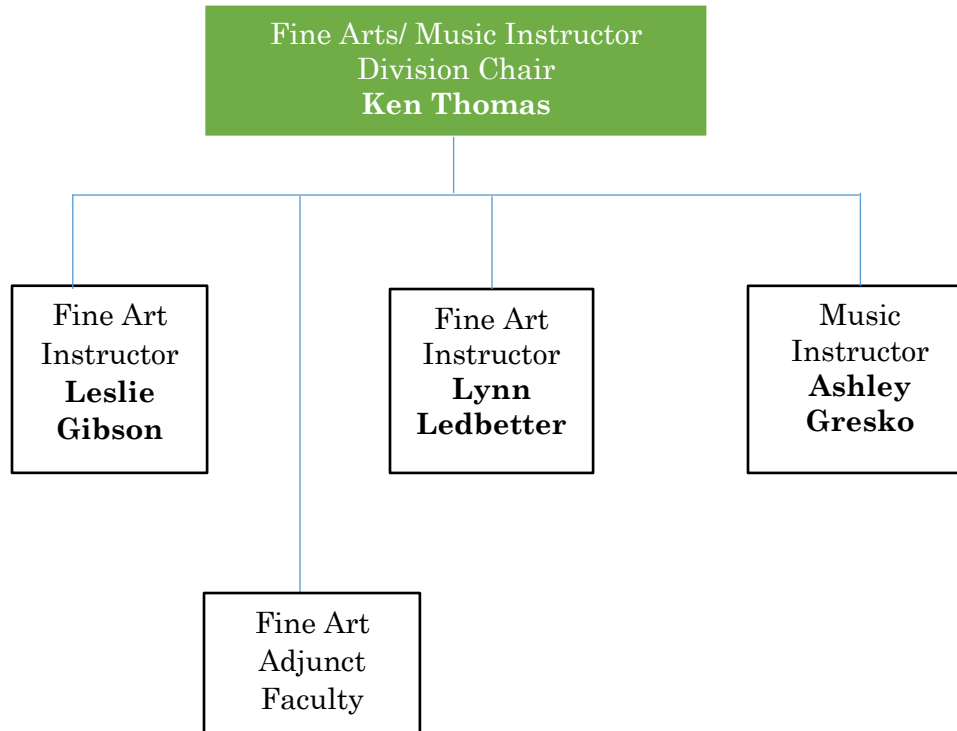 Fine Arts/ Music Instructor
Division Chair
Ken Thomas
Fine Art
Instructor
Leslie
Gibson
Fine Art
Instructor
Lynn
Ledbetter
Music
Instructor
Ashley
Gresko
Fine Art
Adjunct
Faculty